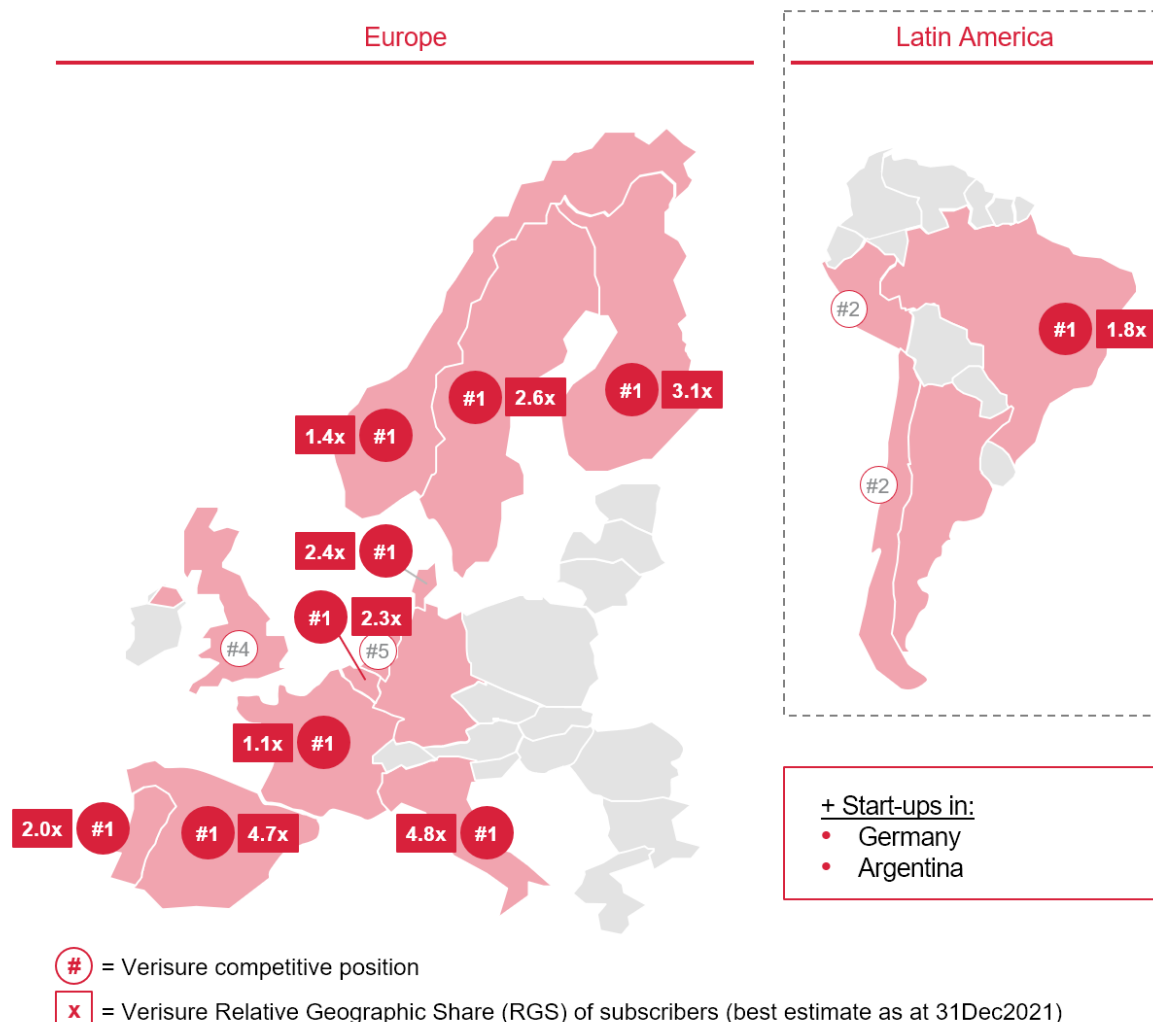 Europe
Latin America
#2
#1 1.8x
#1 2.6x
#1 3.1x
1.4x #1
#2
2.4x #1
#1 2.3x
#4
#5
1.1x #1
2.0x #1
#1 4.7x
4.8x #1
+ Start-ups in:
• Germany
• Argentina
# = Verisure competitive position
x = Verisure Relative Geographic Share (RGS) of subscribers (best estimate as at 31Dec2021)